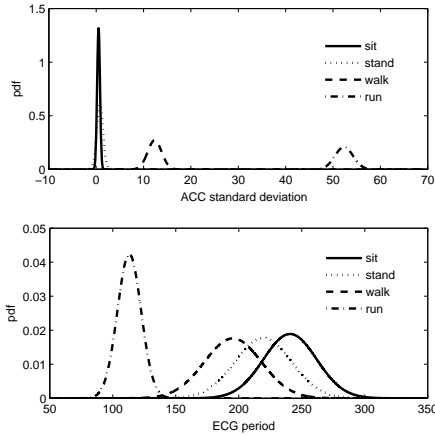 1.5
1
0.5
0
pdf
sit
stand
walk
run
−10 0 10 20 30 40 50 60 70
ACC standard deviation
0.05
0.04
0.03
0.02
0.01
0
pdf
sit
stand
walk
run
50 100 150 200 250 300 350
ECG period